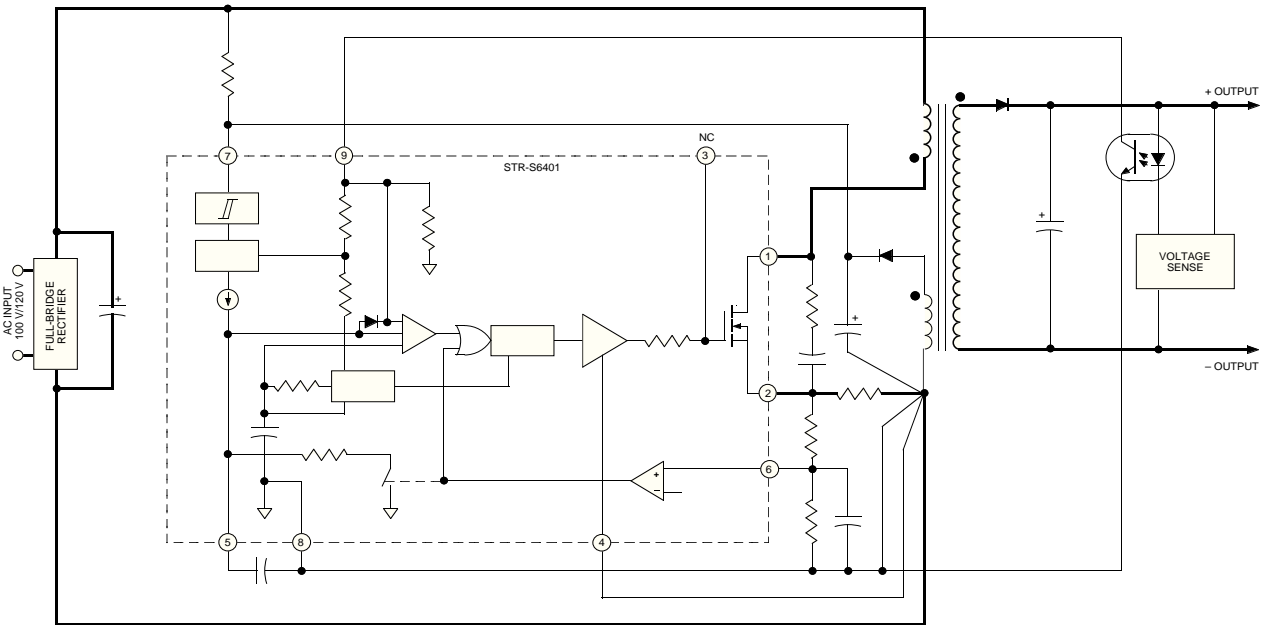 + OUTPUT
NC
7
9
3
STR-S6401
1
VOLTAGE
SENSE
AC INPUT
100 V/120 V
FULL-BRIDGE
RECTIFIER
+
+
+
– OUTPUT
2
6
+
–
5
8
4